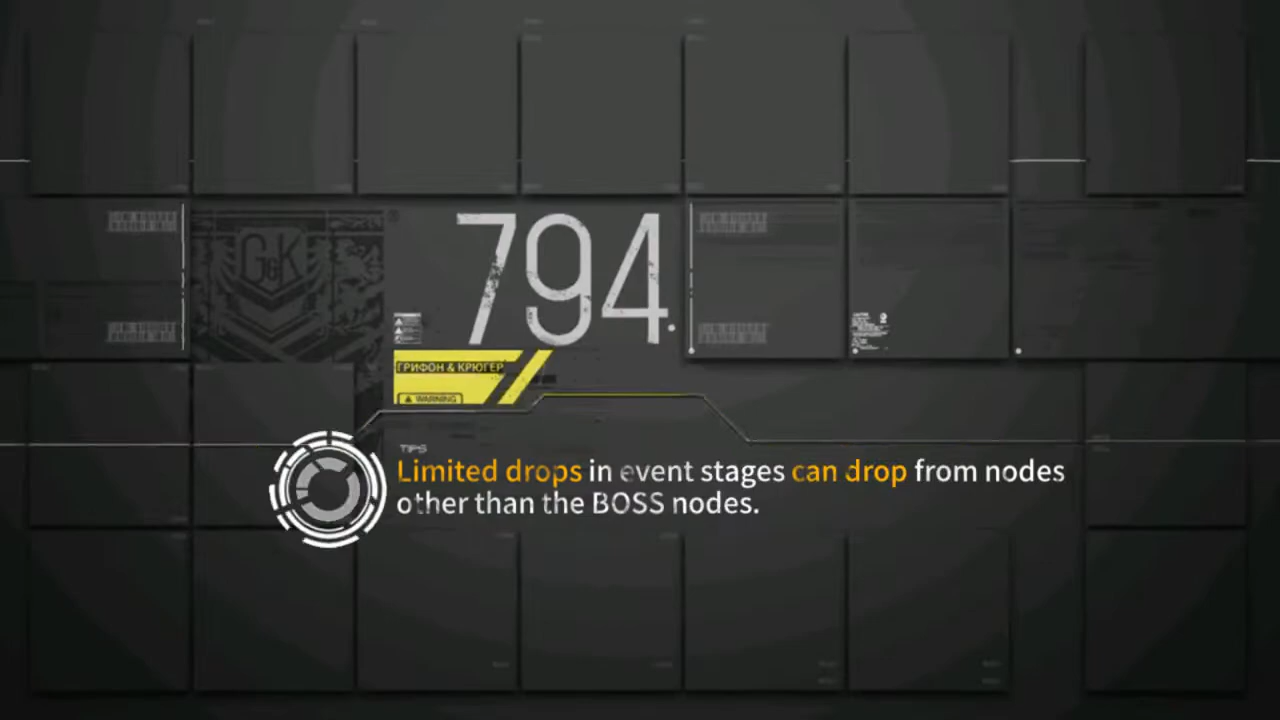 G&K
794.
ГРИФОН & КРЮГЕР
WARNING
TIPS
Limited drops in event stages can drop from nodes
other than the BOSS nodes.